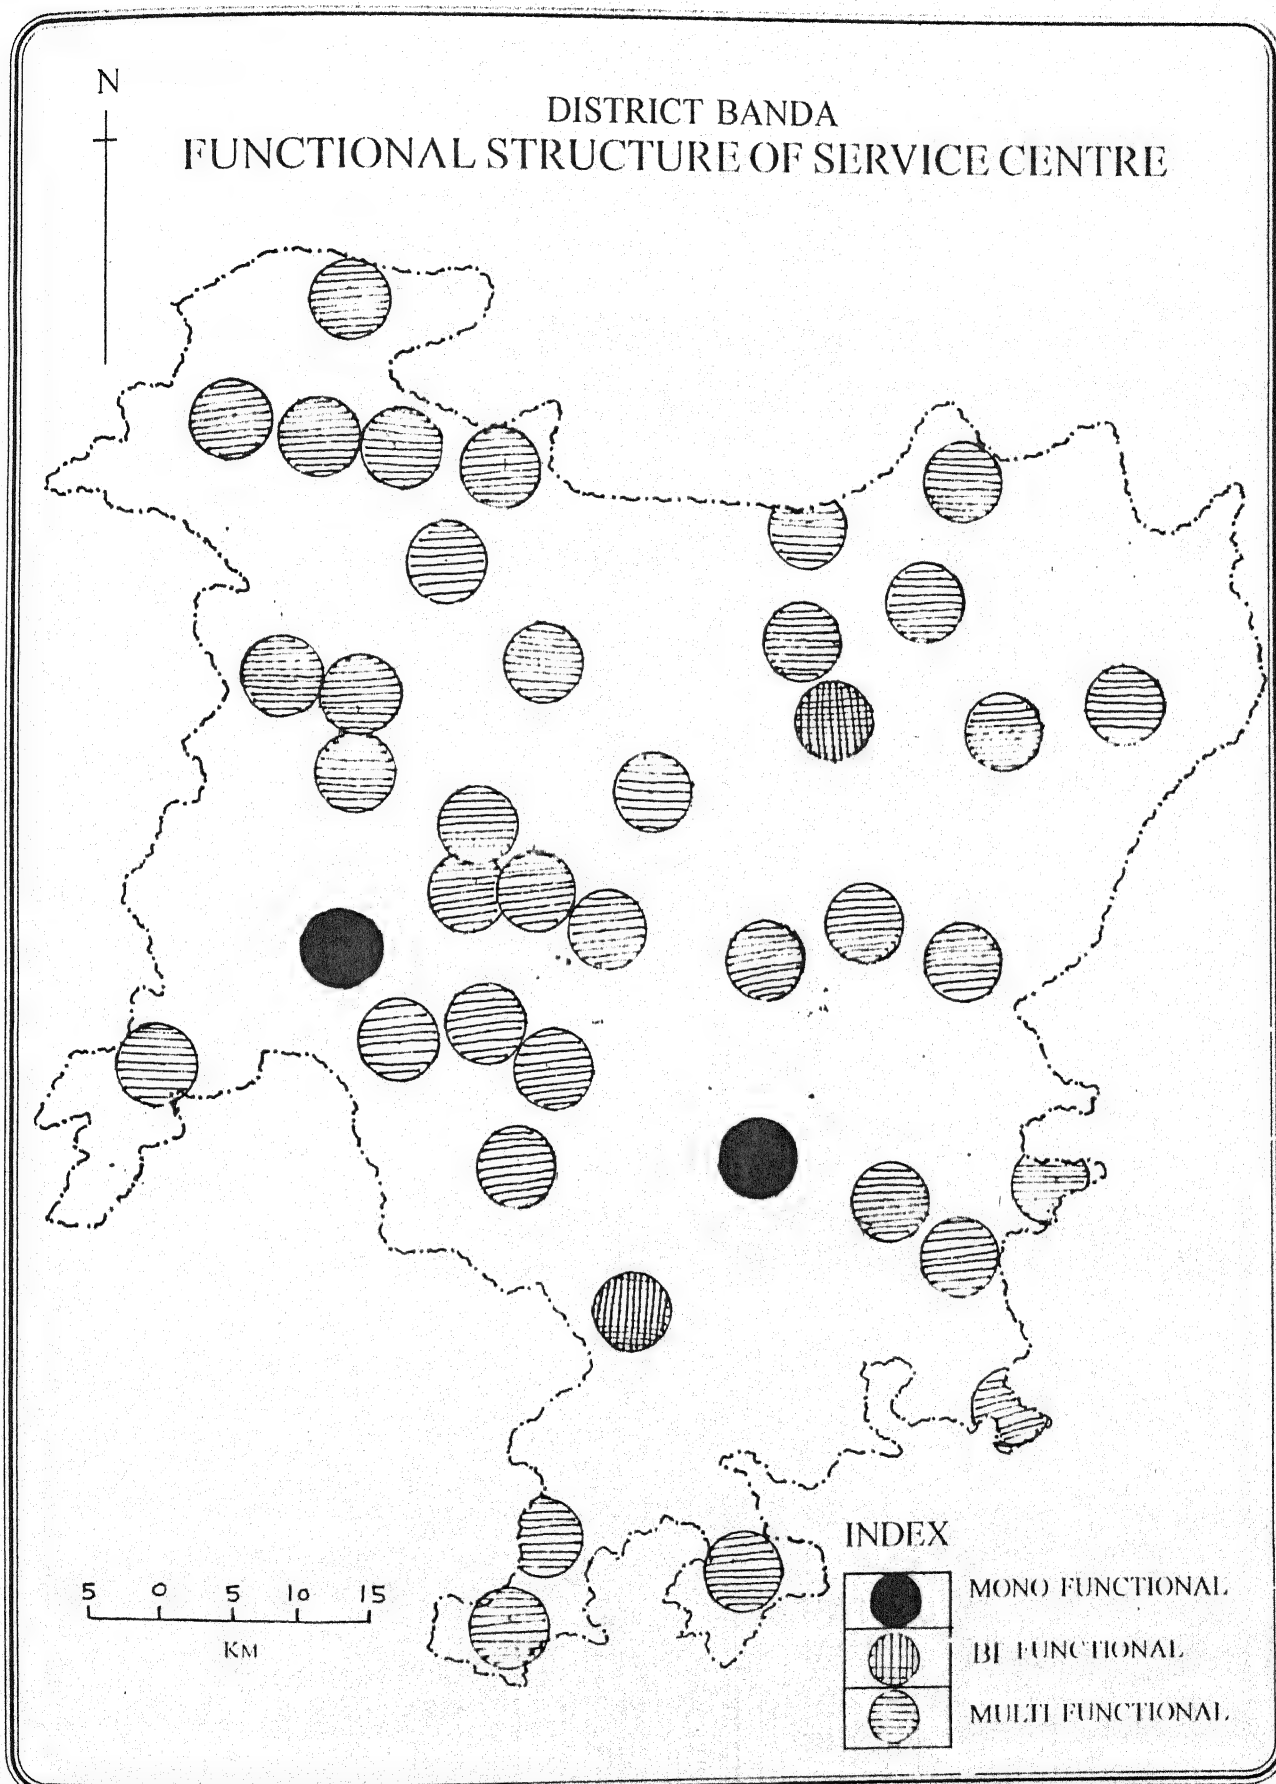 N
DISTRICT BANDA
FUNCTIONAL STRUCTURE OF SERVICE CENTRE
5 0 5 10 15
KM
INDEX
MONO FUNCTIONAL
BI FUNCTIONAL
MULTI FUNCTIONAL